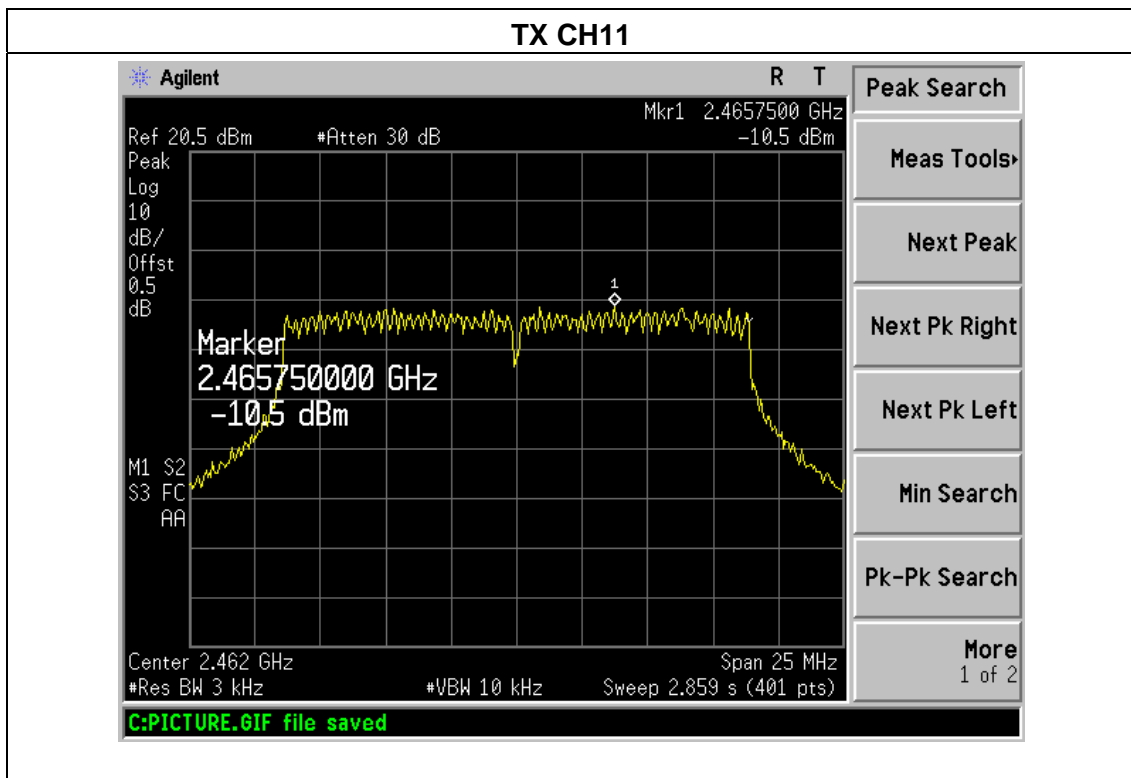 TX CH11
Agilent R T
Mkr1 2.4657500 GHz
Ref 20.5 dBm #Atten 30 dB -10.5 dBm
Peak
Log
10
dB/
Offst
0.5
dB
1
Marker
2.465750000 GHz
-10.5 dBm
M1 S2
S3 FC
AA
Center 2.462 GHz Span 25 MHz
#Res BW 3 kHz #VBW 10 kHz Sweep 2.859 s (401 pts)
C:PICTURE.GIF file saved
Peak Search
Meas Tools
Next Peak
Next Pk Right
Next Pk Left
Min Search
Pk-Pk Search
More
1 of 2